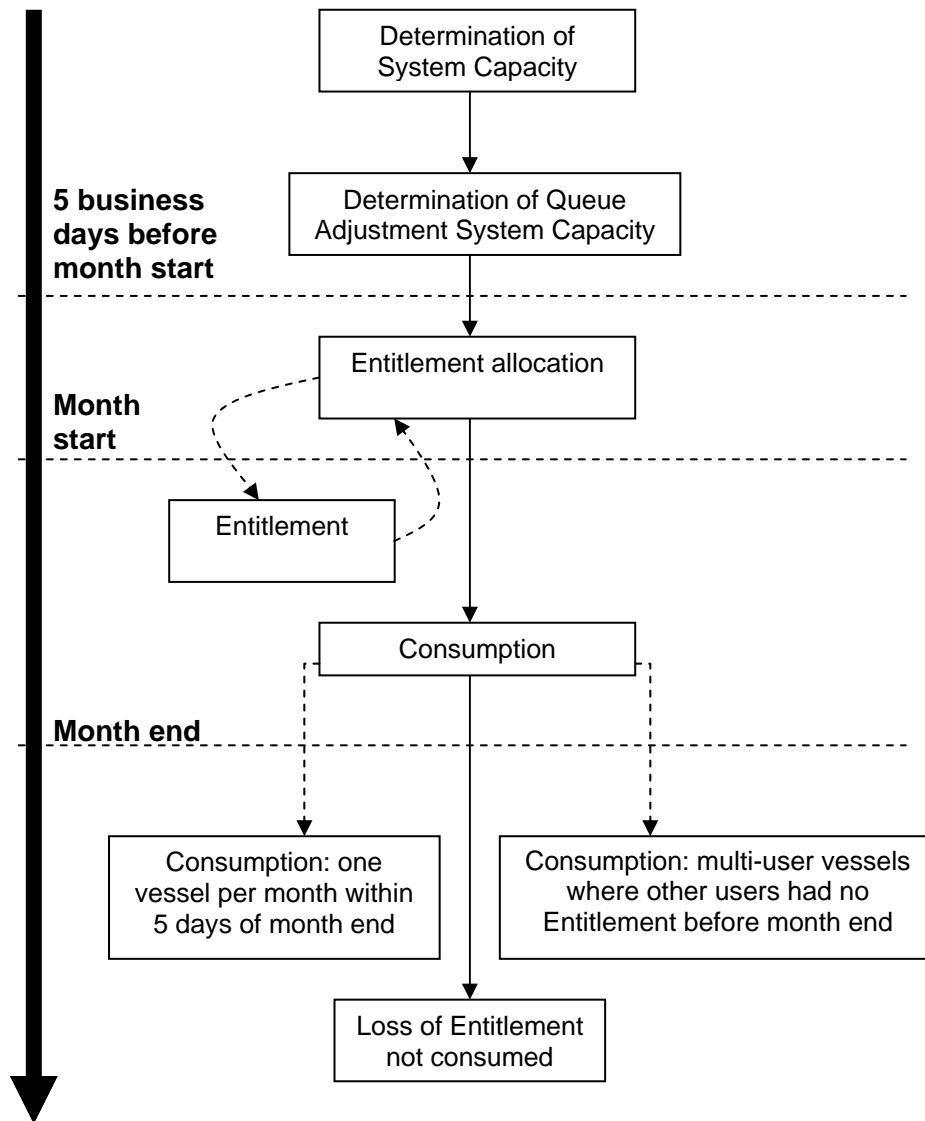 Determination of
System Capacity
5 business
days before
month start
Determination of Queue
Adjustment System Capacity
Entitlement allocation
Month
start
Entitlement
Consumption
Month end
Consumption: one
vessel per month within
5 days of month end
Consumption: multi-user vessels
where other users had no
Entitlement before month end
Loss of Entitlement
not consumed